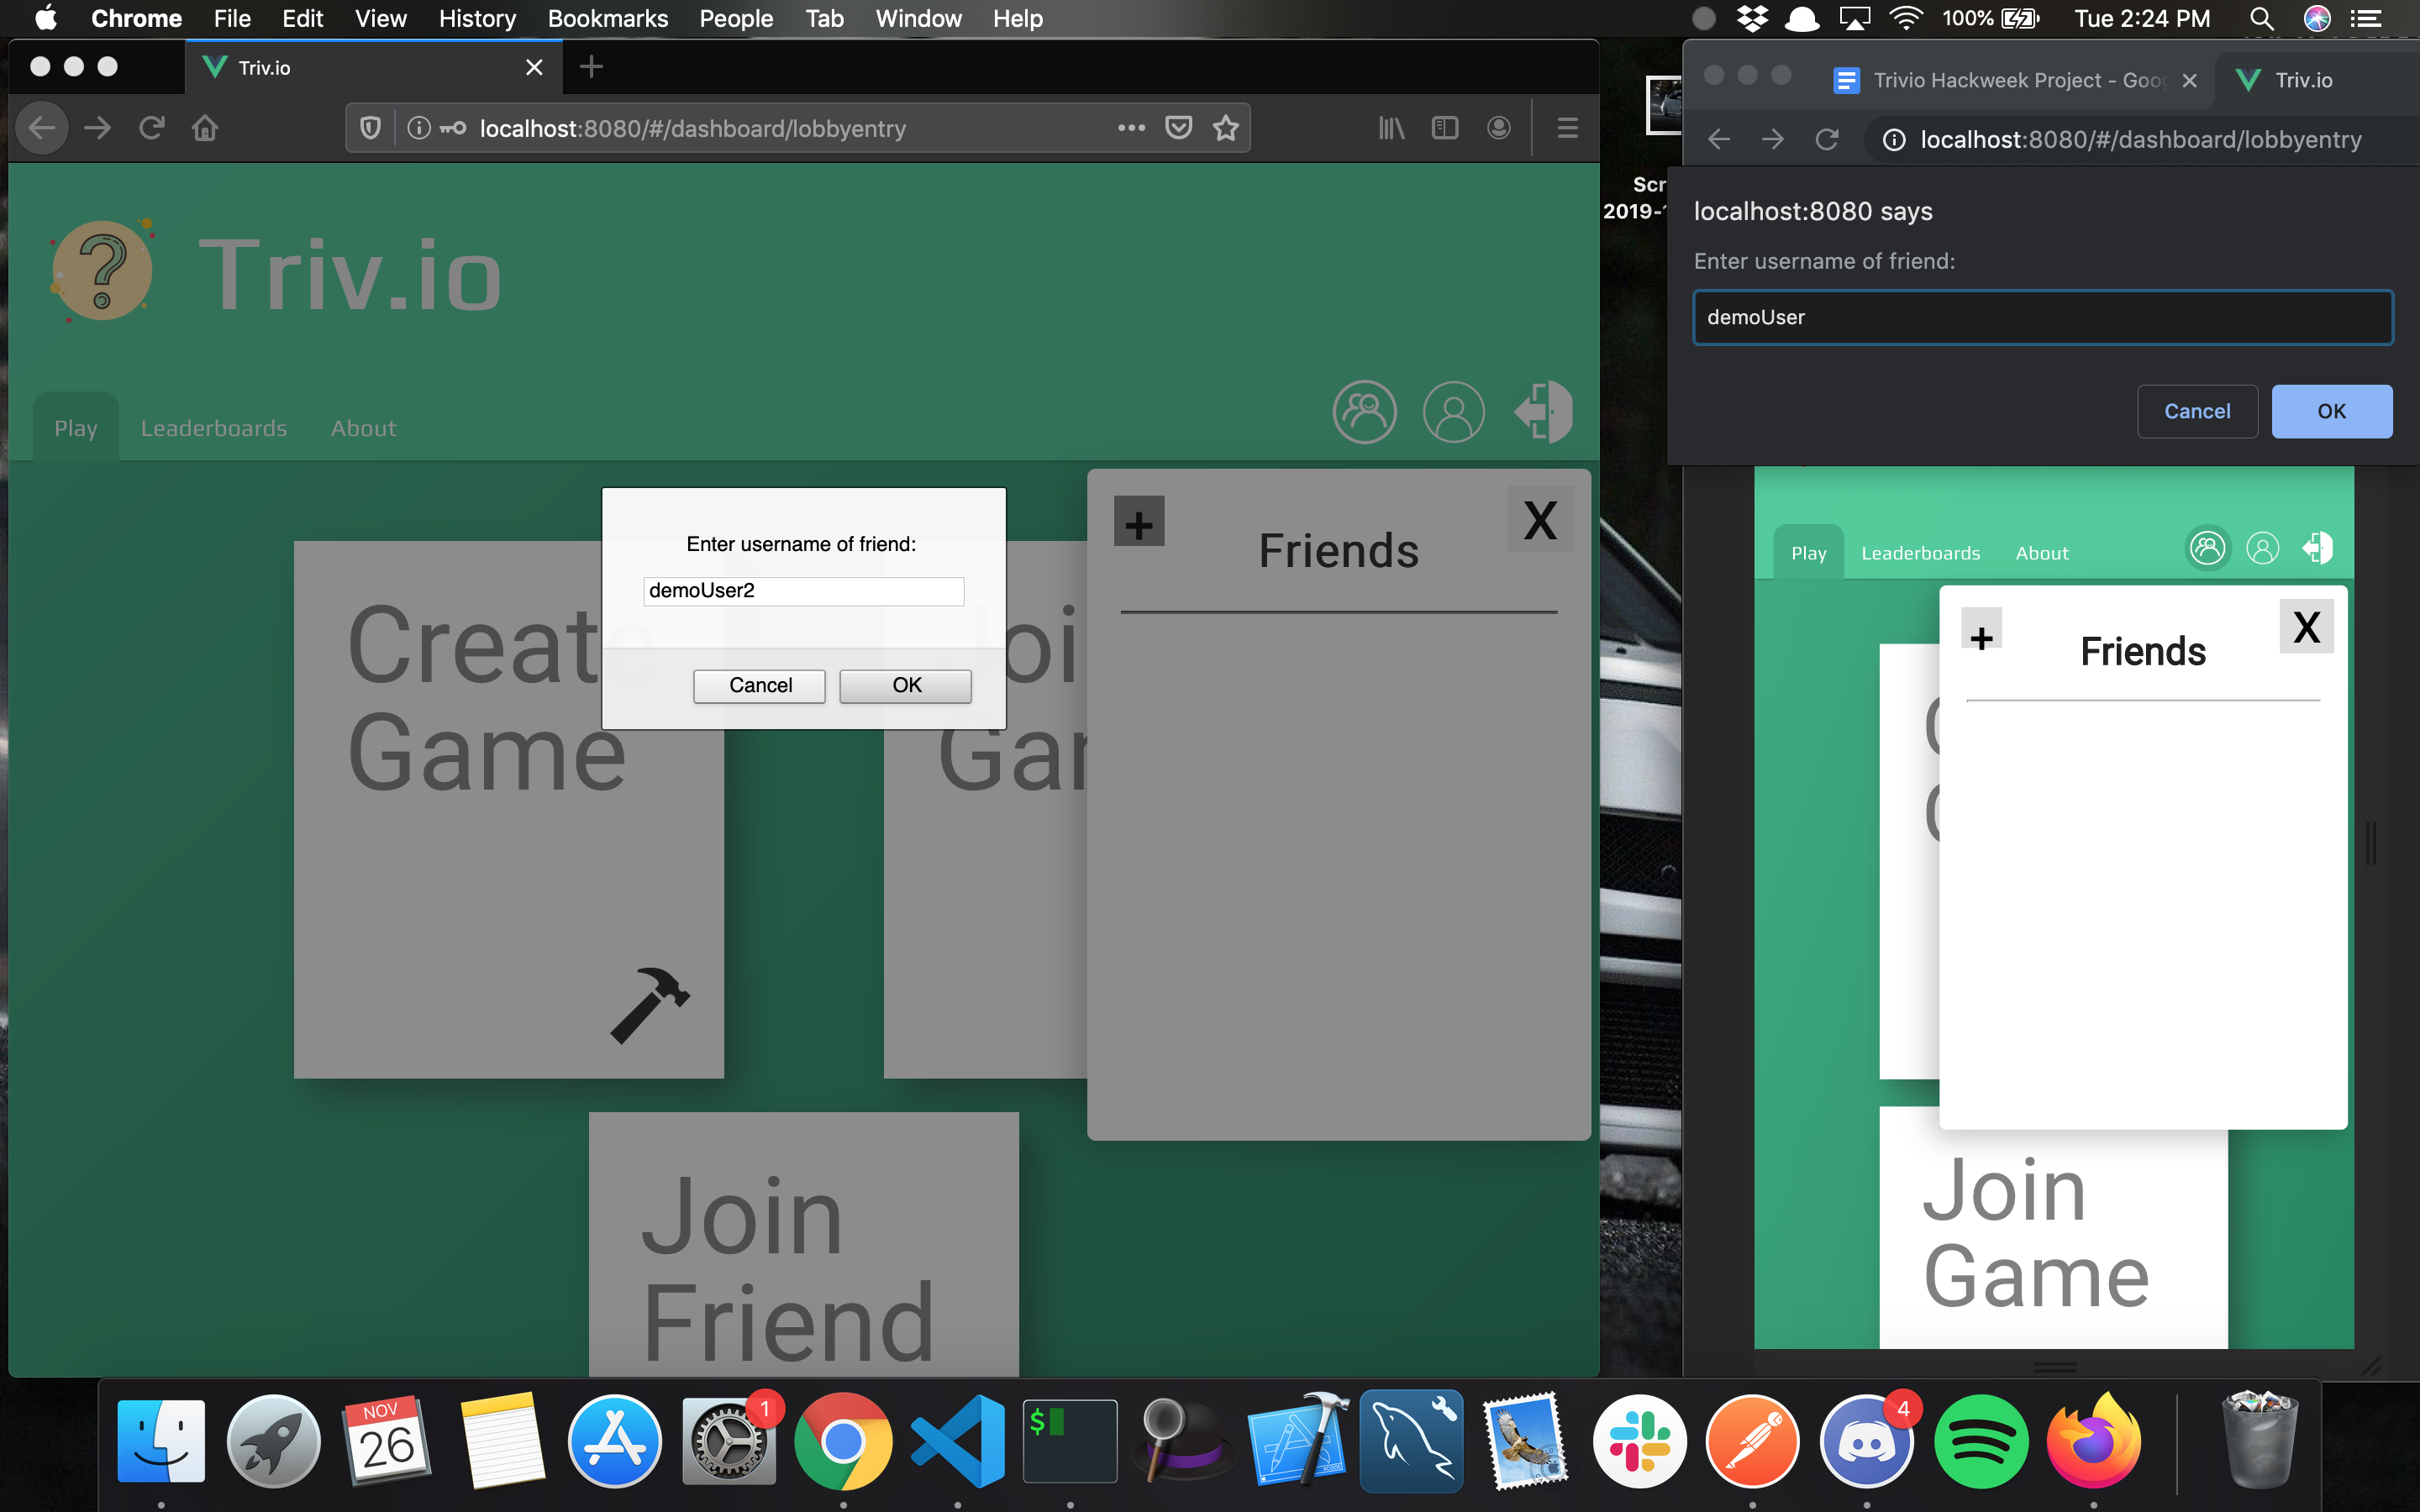 Chrome File Edit View History Bookmarks People Tab Window Help
100% Tue 2:24 PM
Triv.io
localhost:8080/#/dashboard/lobbyentry
Triv.io
Play Leaderboards About
Create
Game
Join
Friend
Friends
+
X
Enter username of friend:
demoUser2
Cancel OK
Scr
2019-1
Trivio Hackweek Project - Goog
Triv.io
localhost:8080/#/dashboard/lobbyentry
localhost:8080 says
Enter username of friend:
demoUser
Cancel OK
Play Leaderboards About
+
Friends
X
Join
Game
NOV
26
1
$
4